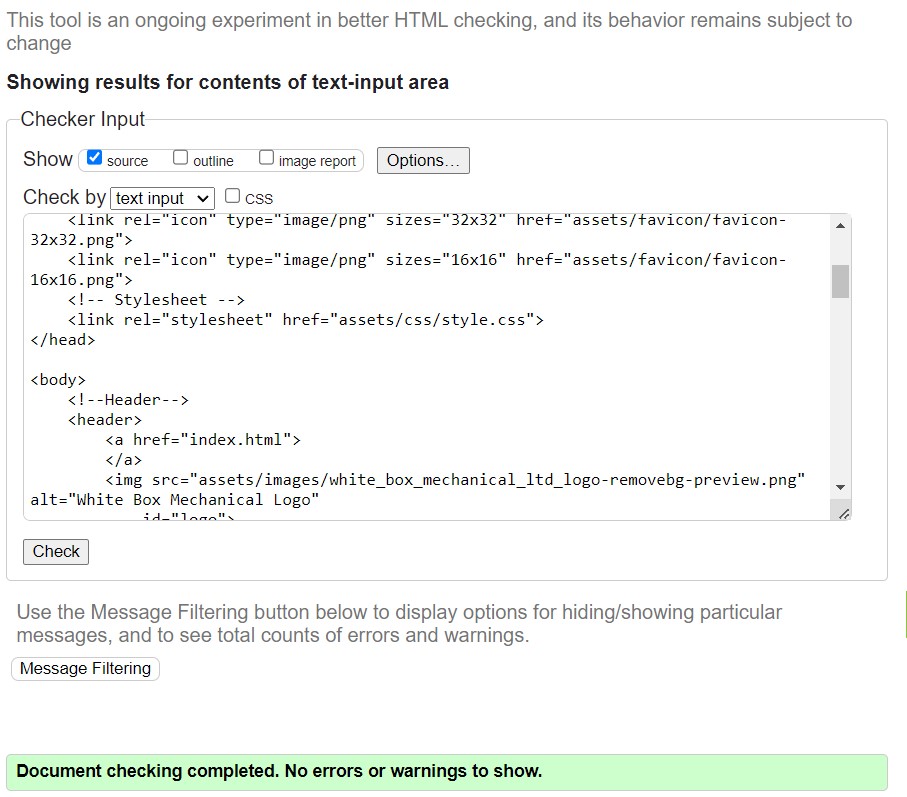 This tool is an ongoing experiment in better HTML checking, and its behavior remains subject to
change
Showing results for contents of text-input area
Checker Input
Show source outline image report Options...
Check by text input CSS
<link rel="icon" type="image/png" sizes="32x32" href="assets/favicon/favicon-
32x32.png">
<link rel="icon" type="image/png" sizes="16x16" href="assets/favicon/favicon-
16x16.png">
<!-- Stylesheet -->
<link rel="stylesheet" href="assets/css/style.css">
</head>
<body>
<!--Header-->
<header>
<a href="index.html">
</a>
<img src="assets/images/white_box_mechanical_ltd_logo-removebg-preview.png"
alt="White Box Mechanical Logo"
id="logo">
Check
Use the Message Filtering button below to display options for hiding/showing particular
messages, and to see total counts of errors and warnings.
Message Filtering
Document checking completed. No errors or warnings to show.